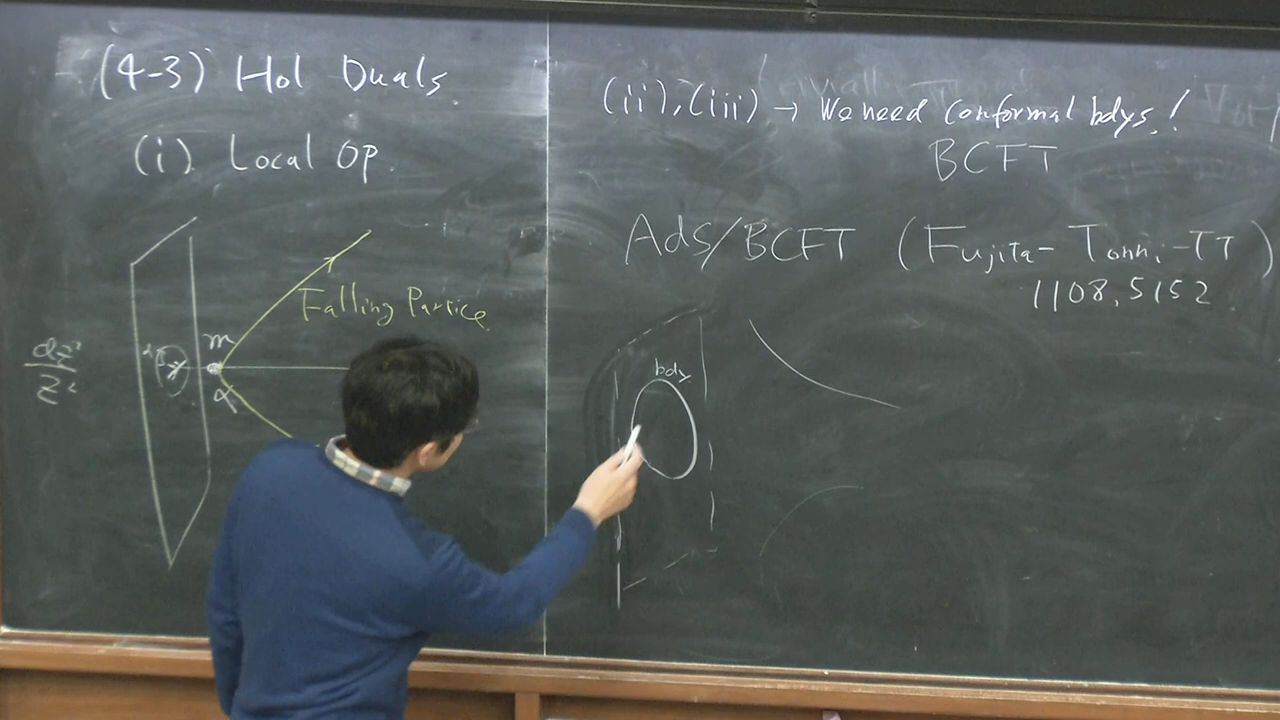 (4-3) Hol Duals.
(i) Local Op.
m
Falling Partice
α
(ii),(iii) → We need conformal bdys.!
BCFT
AdS/BCFT (Fujita-Tonni-TT)
1108.5152
bdy